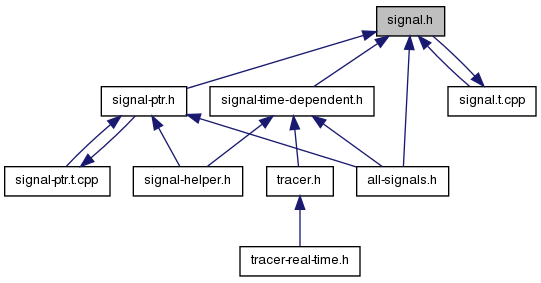 signal.h
signal-ptr.h
signal-time-dependent.h
signal.t.cpp
signal-ptr.t.cpp
signal-helper.h
tracer.h
all-signals.h
tracer-real-time.h